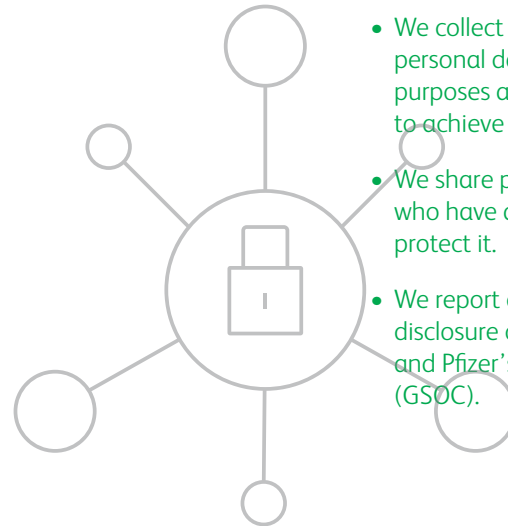 • We collect
personal
purposes
to achieve
• We share
who have
protect it.
• We report
disclosure
and Pfizer's
(GSOC).